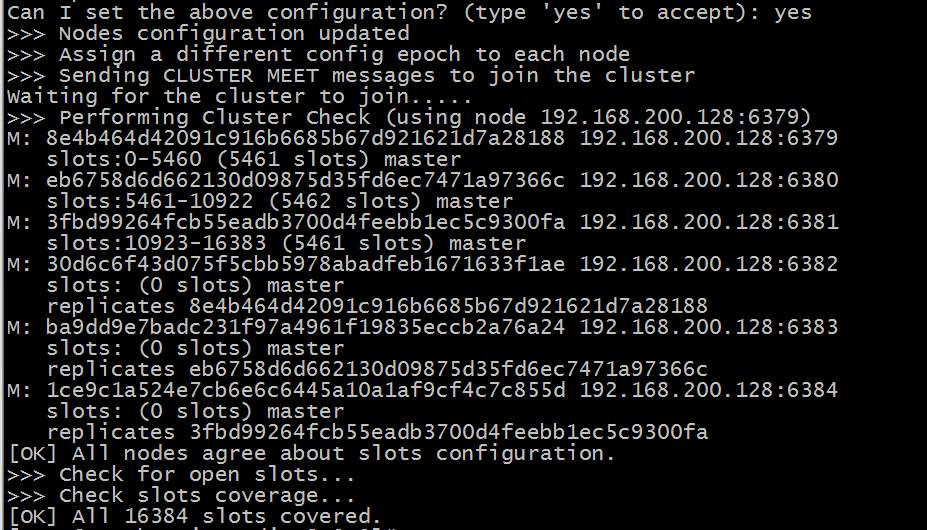 Can I set the above configuration? (type 'yes' to accept): yes
>>> Nodes configuration updated
>>> Assign a different config epoch to each node
>>> Sending CLUSTER MEET messages to join the cluster
Waiting for the cluster to join.....
>>> Performing Cluster Check (using node 192.168.200.128:6379)
M: 8e4b464d42091c916b6685b67d921621d7a28188 192.168.200.128:6379
slots:0-5460 (5461 slots) master
M: eb6758d6d662130d09875d35fd6ec7471a97366c 192.168.200.128:6380
slots:5461-10922 (5462 slots) master
M: 3fbd99264fcb55eadb3700d4feebb1ec5c9300fa 192.168.200.128:6381
slots:10923-16383 (5461 slots) master
M: 30d6c6f43d075f5cbb5978abadfeb1671633f1ae 192.168.200.128:6382
slots: (0 slots) master
replicates 8e4b464d42091c916b6685b67d921621d7a28188
M: ba9dd9e7badc231f97a4961f19835eccb2a76a24 192.168.200.128:6383
slots: (0 slots) master
replicates eb6758d6d662130d09875d35fd6ec7471a97366c
M: 1ce9c1a524e7cb6e6c6445a10a1af9cf4c7c855d 192.168.200.128:6384
slots: (0 slots) master
replicates 3fbd99264fcb55eadb3700d4feebb1ec5c9300fa
[OK] All nodes agree about slots configuration.
>>> Check for open slots...
>>> Check slots coverage...
[OK] All 16384 slots covered.